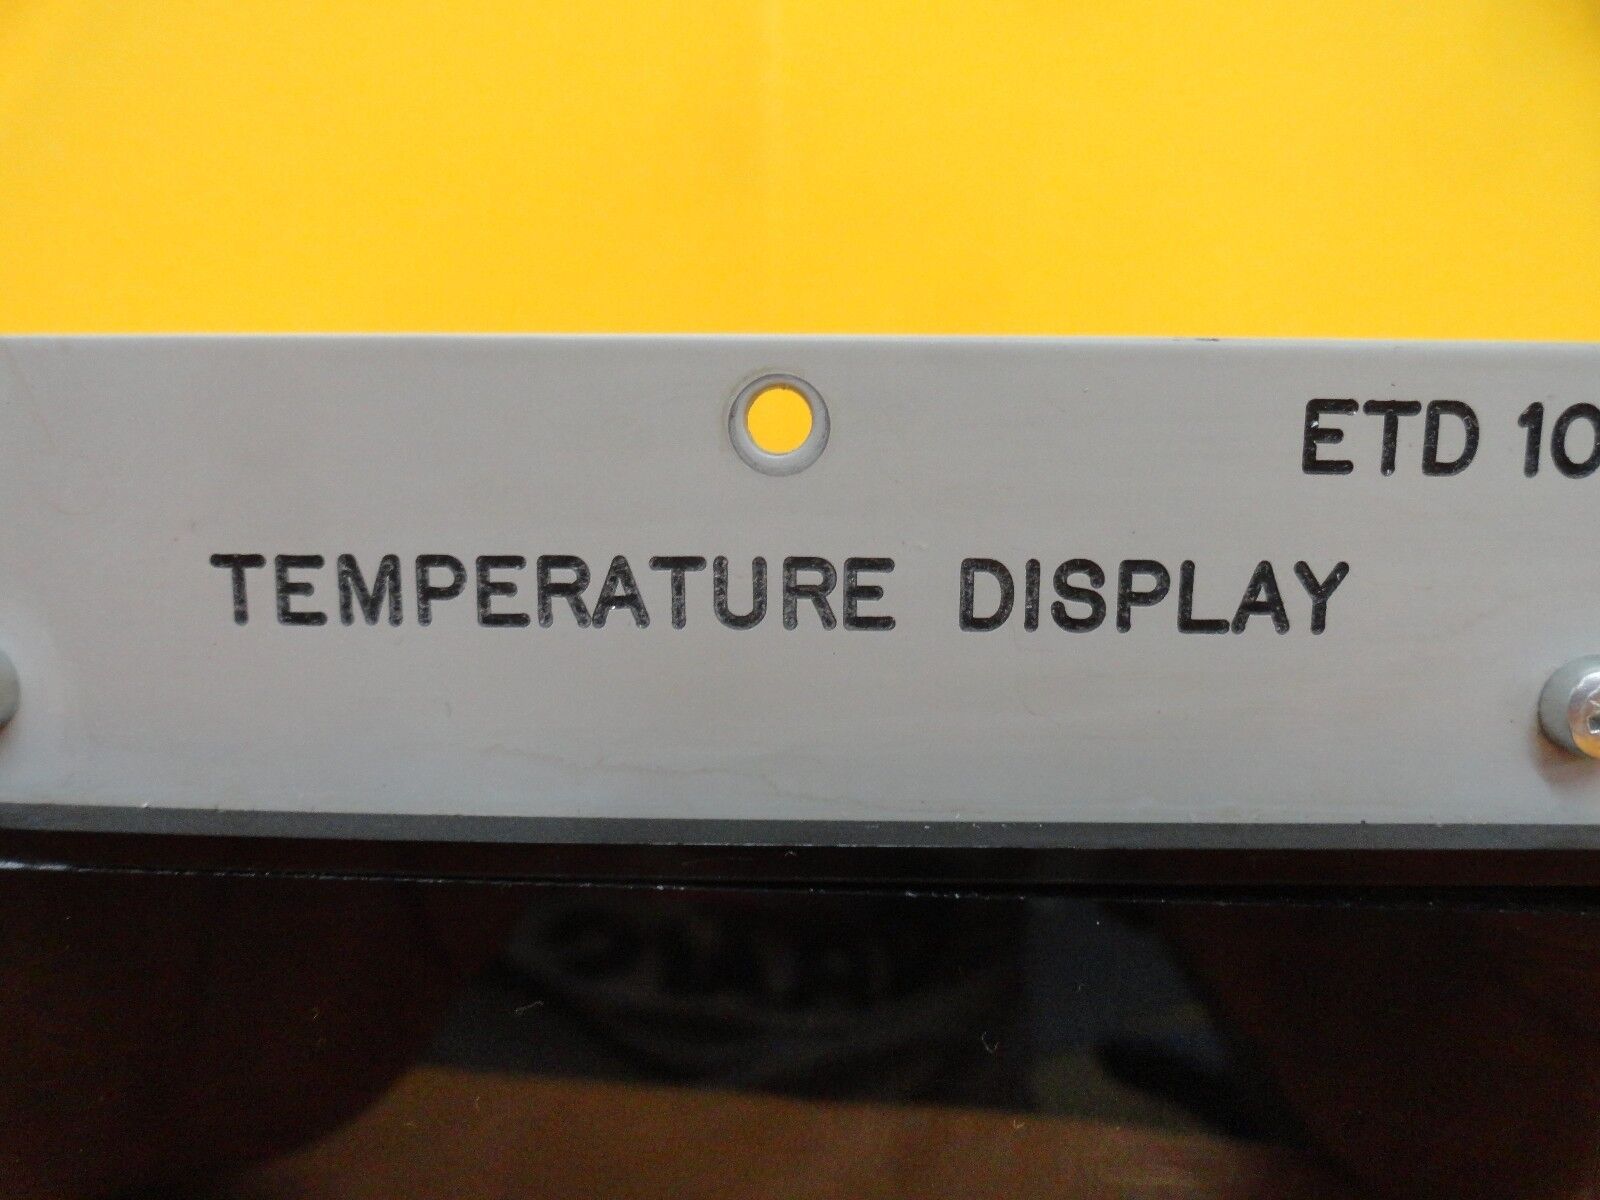 ETD 10
TEMPERATURE DISPLAY